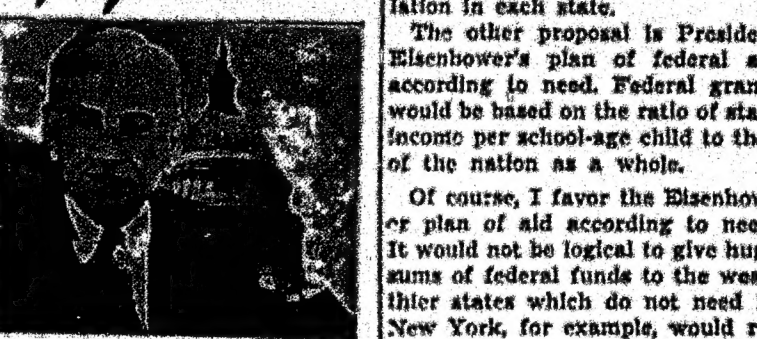 lation in each state.
The other proposal is Preside
Eisenhower's plan of federal a
according to need. Federal gran
would be based on the ratio of sta
income per school-age child to th
of the nation as a whole.
Of course, I favor the Eisenhow
er plan of aid according to nee
It would not be logical to give hug
sums of federal funds to the wea
thier states which do not need
New York, for example, would r